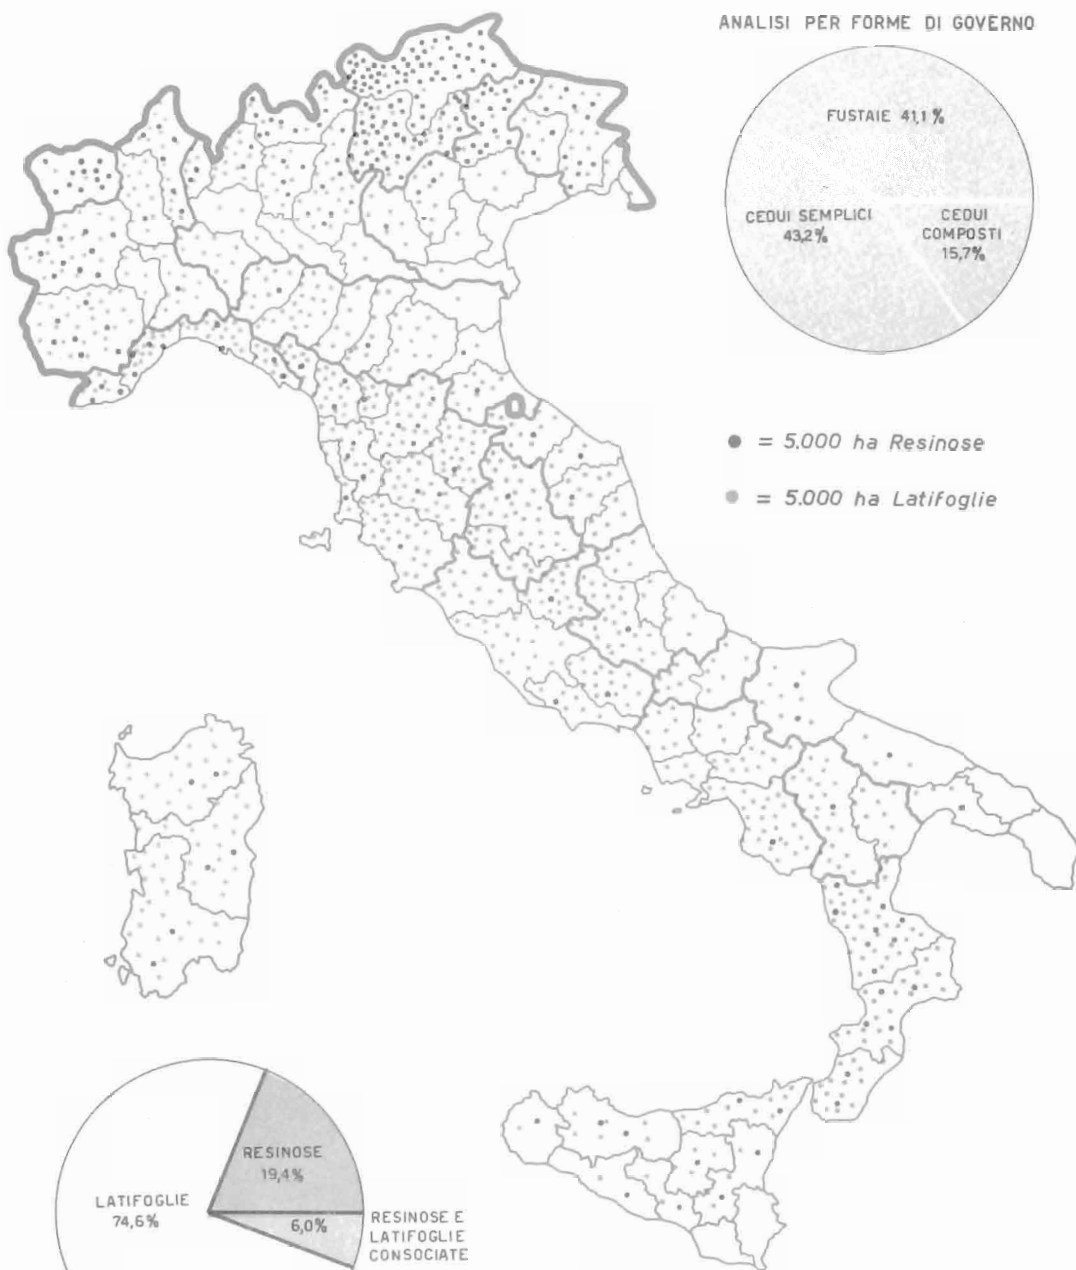 ANALISI PER FORME DI GOVERNO
FUSTAIE 41,1%
CEDUI SEMPLICI
43,2%
CEDUI
COMPOSTI
15,7%
= 5.000 ha Resinose
= 5.000 ha Latifoglie
RESINOSE
19,4%
LATIFOGLIE
74,6%
6,0%
RESINOSE E
LATIFOGLIE
CONSOCIATE